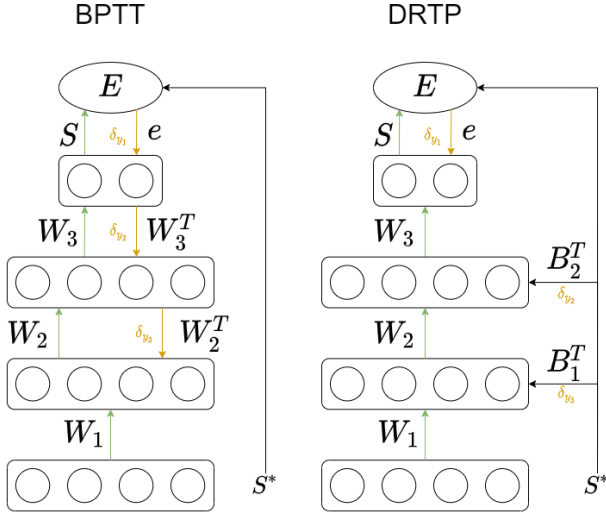 BPTT
DRTP
E
S δ_{y_1} e
W_3 δ_{y_2} W_3^T
W_2 δ_{y_3} W_2^T
W_1
S*
E
S δ_{y_1} e
W_3
B_2^T
δ_{y_2}
W_2
B_1^T
δ_{y_3}
W_1
S*